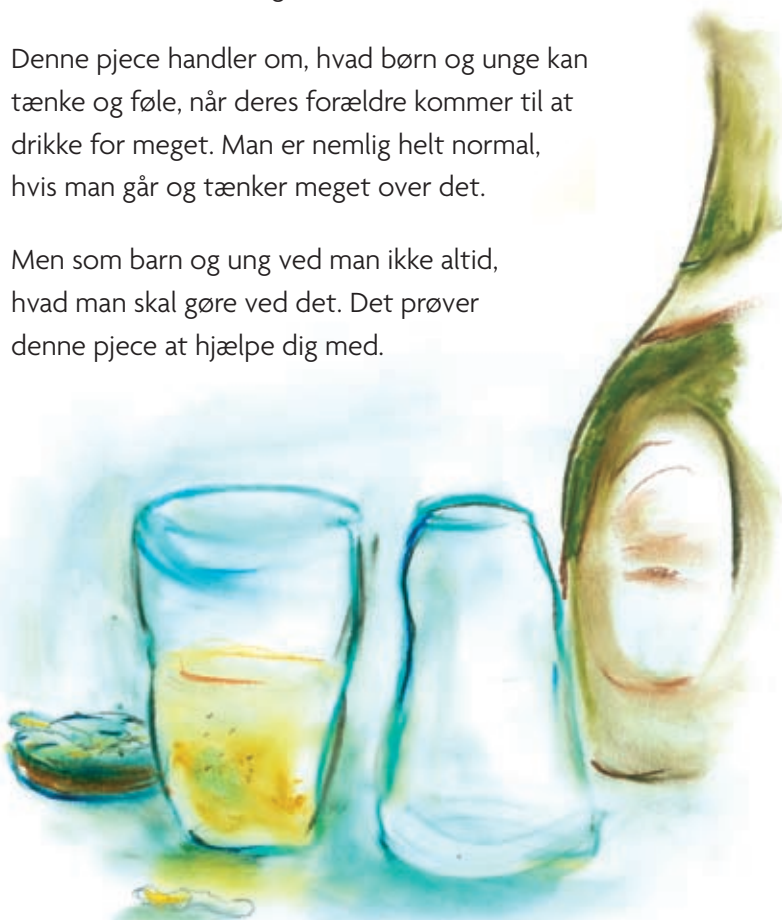 Denne pjece handler om, hvad børn og unge kan
tænke og føle, når deres forældre kommer til at
drikke for meget. Man er nemlig helt normal,
hvis man går og tænker meget over det.
Men som barn og ung ved man ikke altid,
hvad man skal gøre ved det. Det prøver
denne pjece at hjælpe dig med.